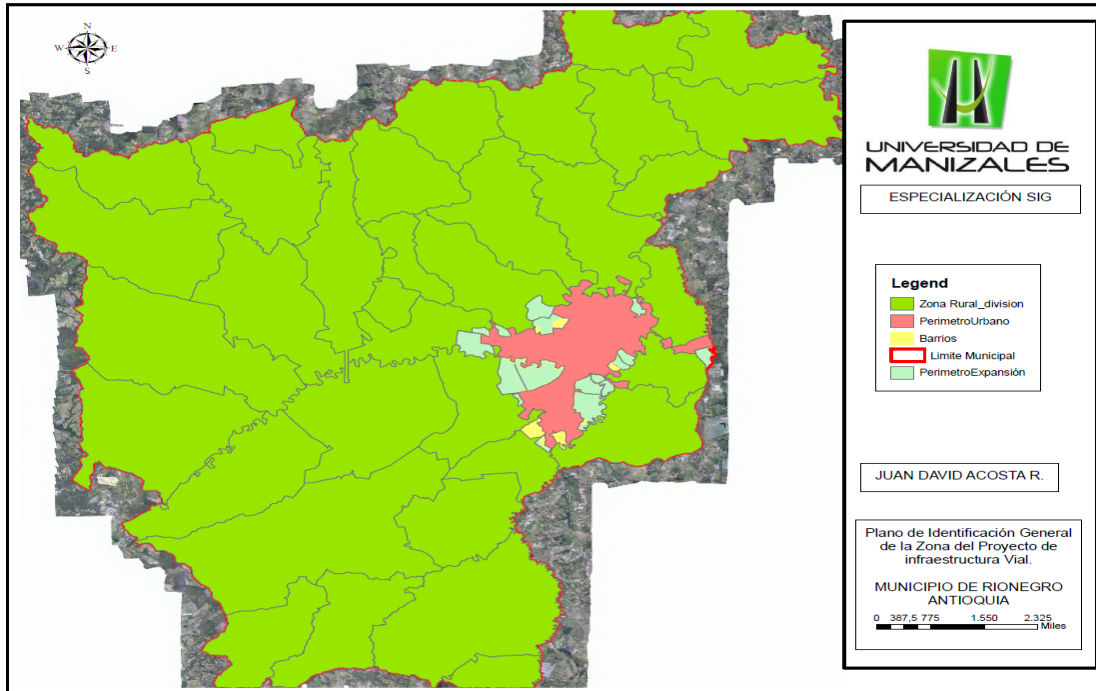 N
W E
S
UNIVERSIDAD DE
MANIZALES
ESPECIALIZACIÓN SIG
Legend
Zona Rural_division
PerimetroUrbano
Barrios
Limite Municipal
PerimetroExpansión
JUAN DAVID ACOSTA R.
Plano de Identificación General
de la Zona del Proyecto de
infraestructura Vial.
MUNICIPIO DE RIONEGRO
ANTIOQUIA
0 387,5 775 1.550 2.325
Miles